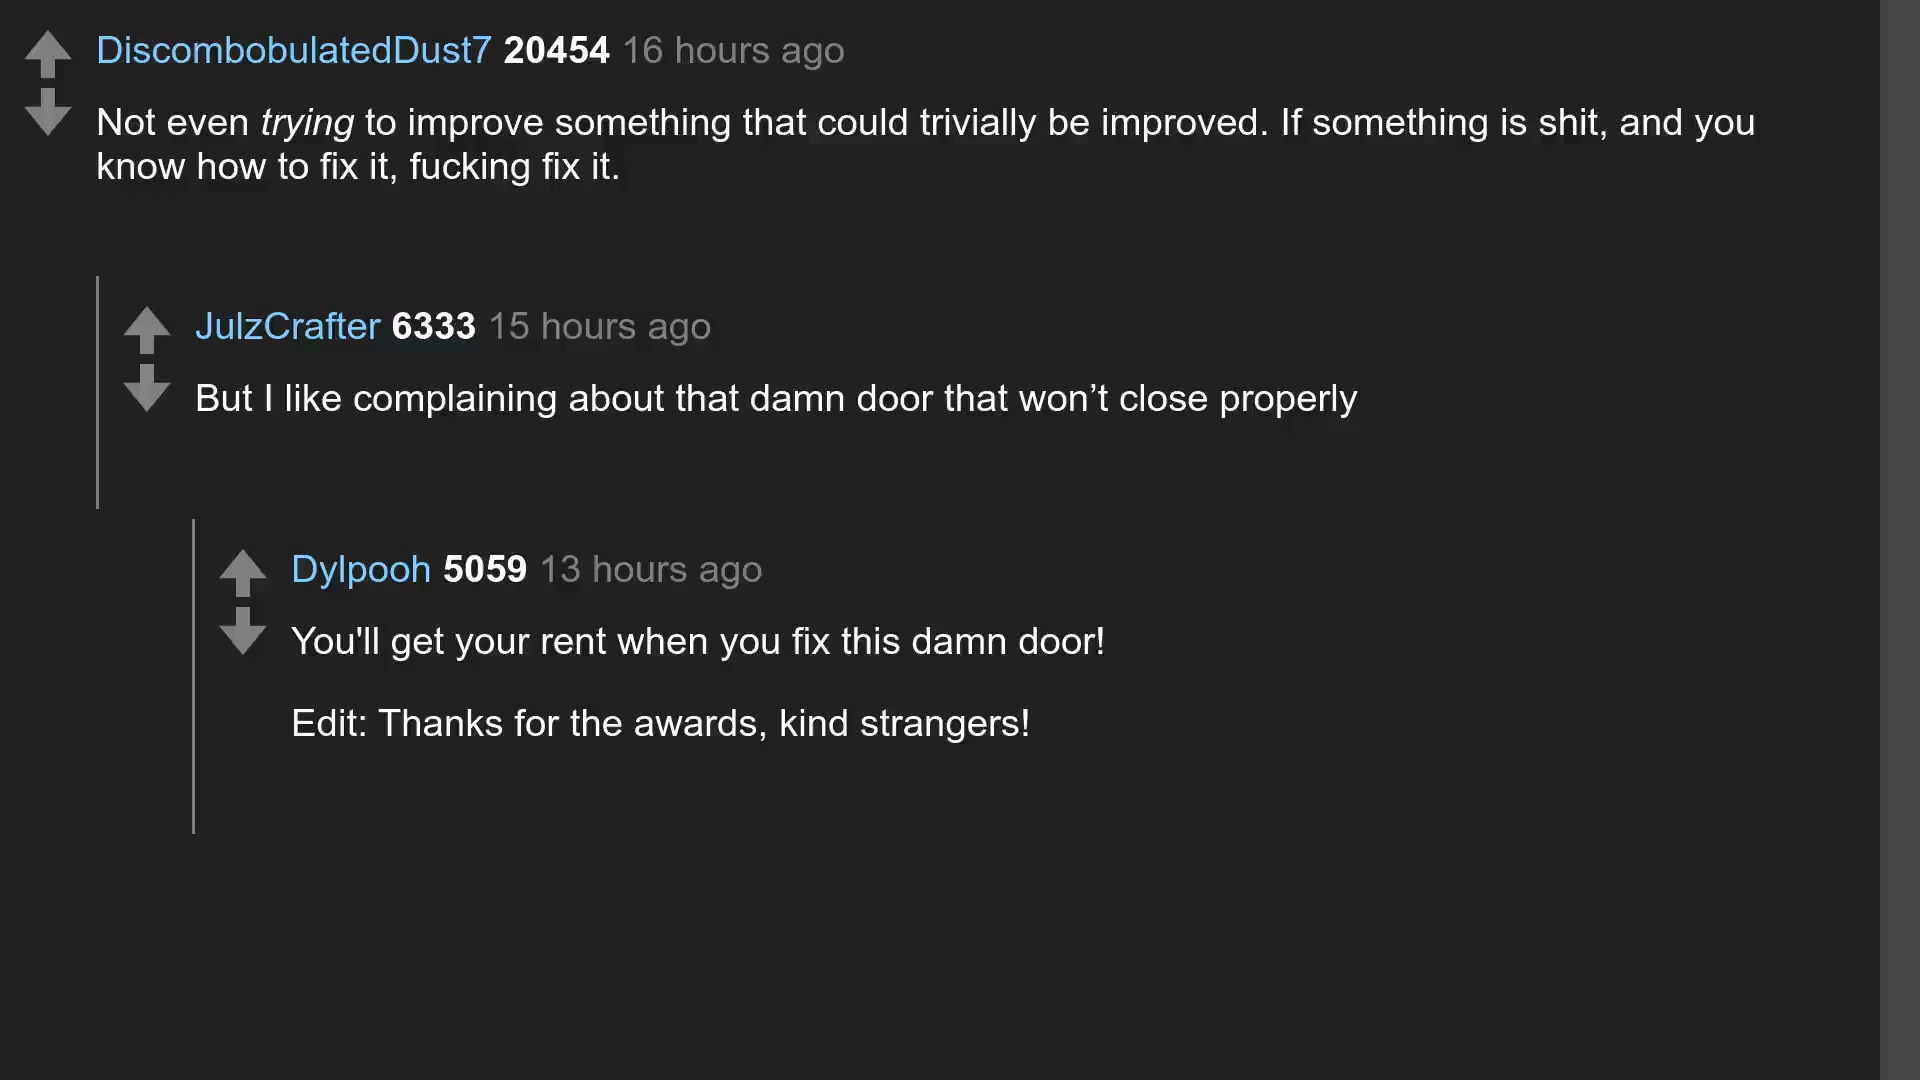 DiscombobulatedDust7 20454 16 hours ago
Not even trying to improve something that could trivially be improved. If something is shit, and you
know how to fix it, fucking fix it.
JulzCrafter 6333 15 hours ago
But I like complaining about that damn door that won’t close properly
Dylpooh 5059 13 hours ago
You'll get your rent when you fix this damn door!
Edit: Thanks for the awards, kind strangers!